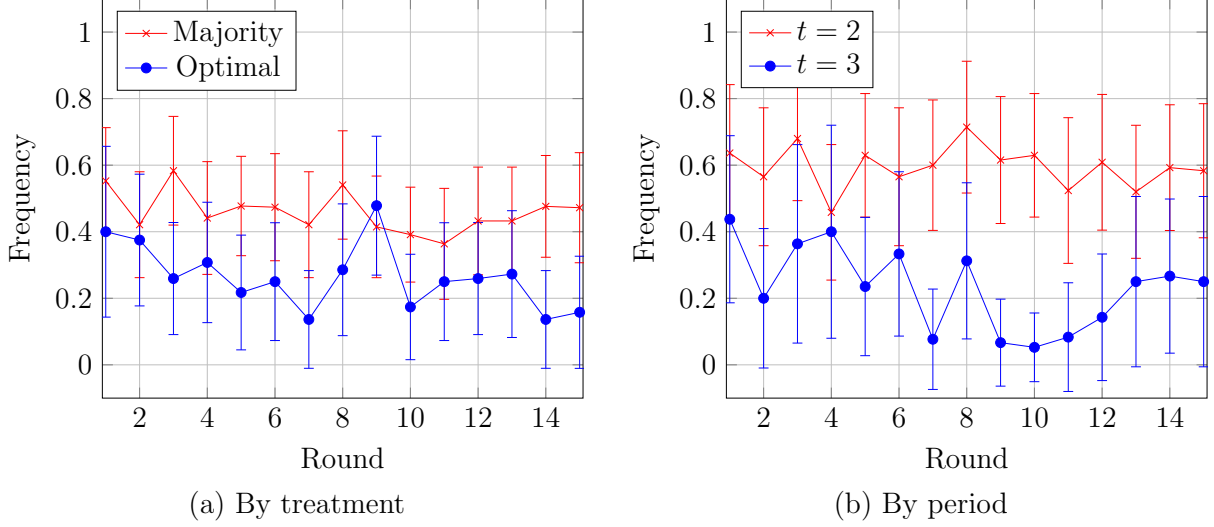 1
0.8
0.6
0.4
0.2
0
Frequency
Majority
Optimal
2 4 6 8 10 12 14
Round
(a) By treatment
1
0.8
0.6
0.4
0.2
0
Frequency
t = 2
t = 3
2 4 6 8 10 12 14
Round
(b) By period